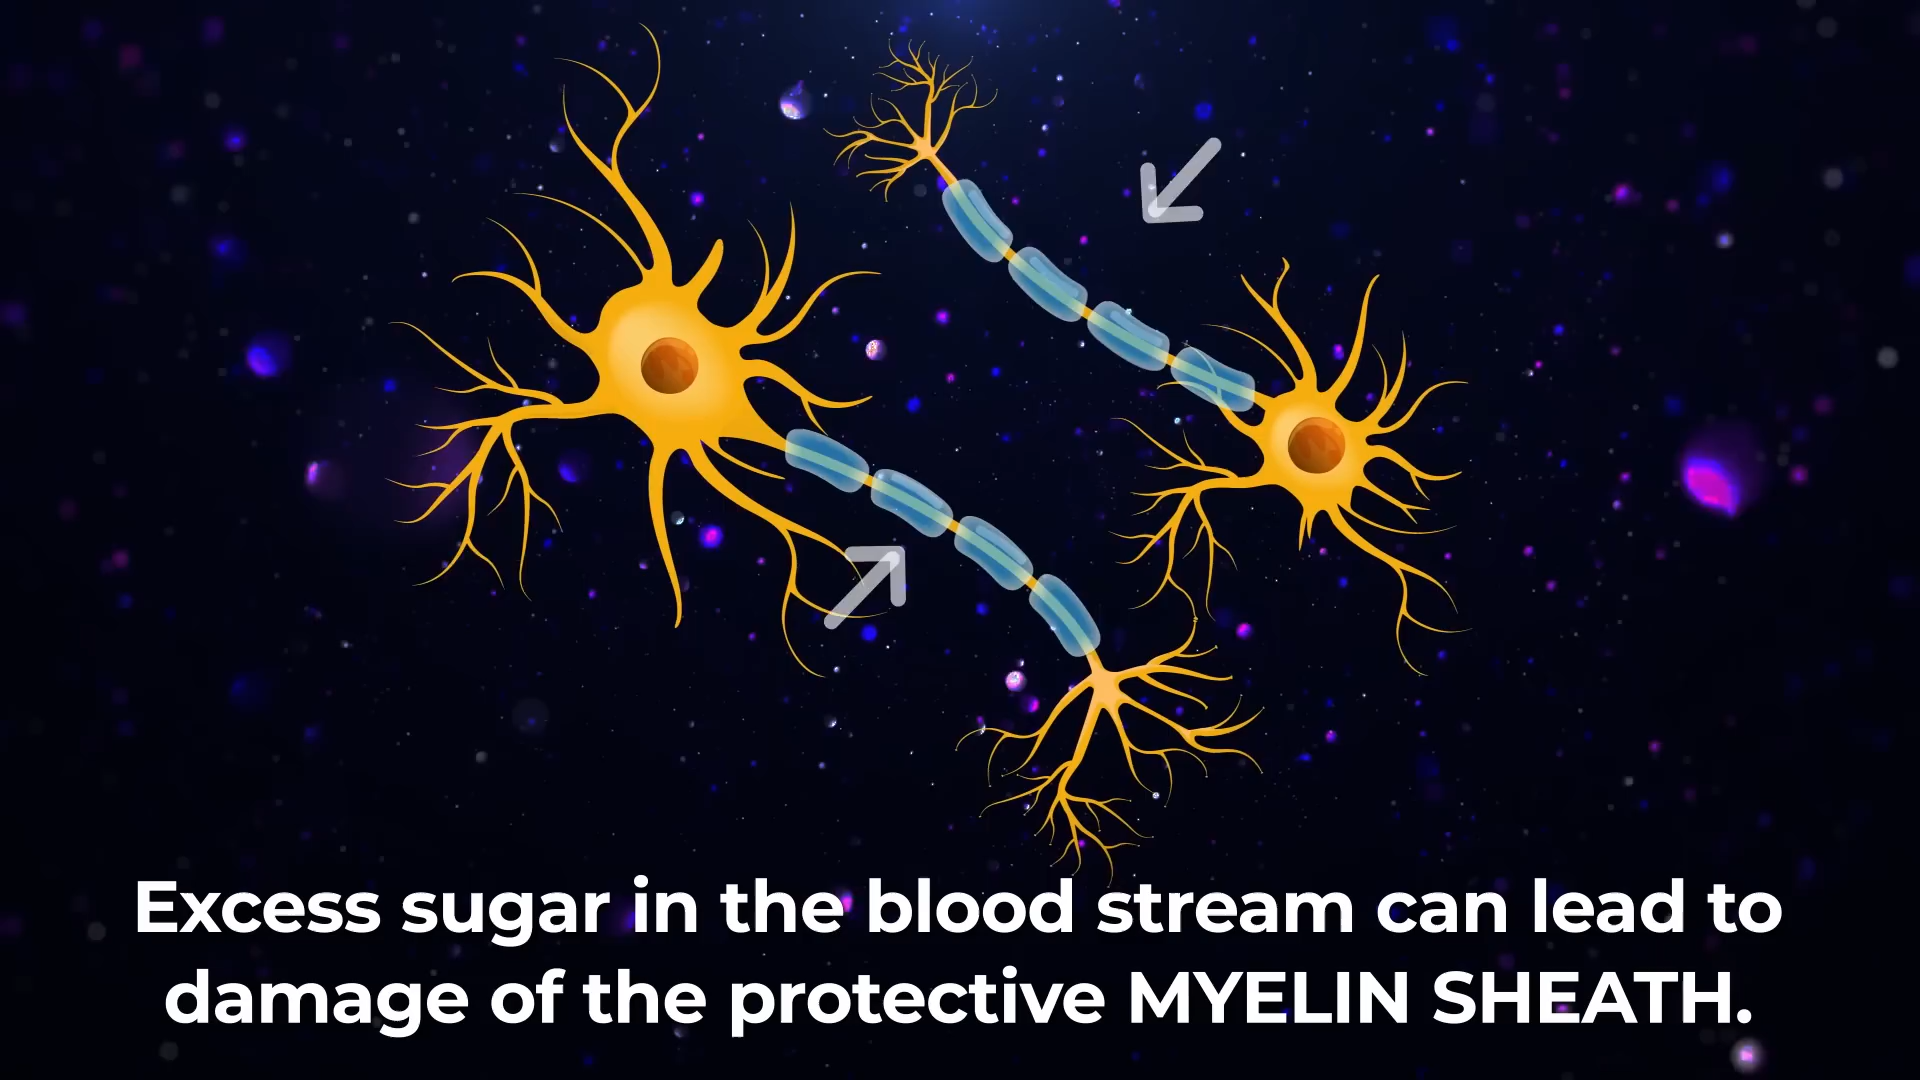 Excess sugar in the blood stream can lead to
damage of the protective MYELIN SHEATH.